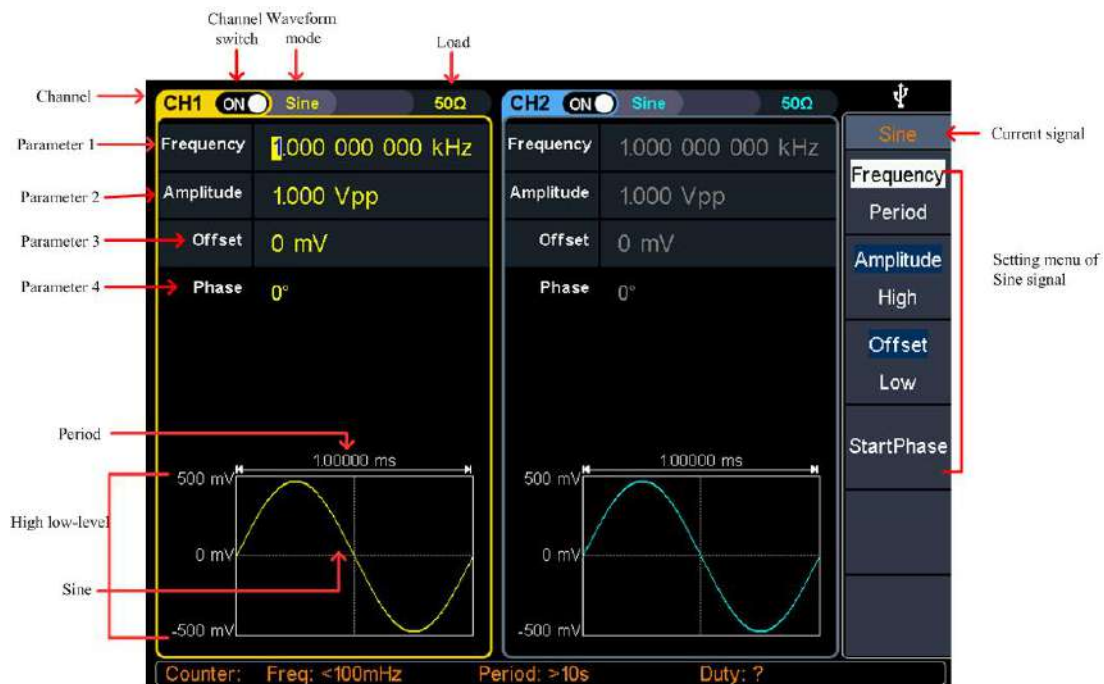 Channel Waveform
switch mode
Load
Channel
CH1 ON Sine 50Ω
CH2 ON Sine 50Ω
Parameter 1
Frequency 1.000 000 000 kHz
Frequency 1.000 000 000 kHz
Parameter 2
Amplitude 1.000 Vpp
Amplitude 1.000 Vpp
Parameter 3
Offset 0 mV
Offset 0 mV
Parameter 4
Phase 0°
Phase 0°
Sine
Current signal
Frequency
Period
Amplitude
High
Setting menu of
Sine signal
Offset
Low
StartPhase
Period
1.00000 ms
1.00000 ms
500 mV
500 mV
High low-level
0 mV
0 mV
Sine
-500 mV
-500 mV
Counter: Freq: <100mHz Period: >10s Duty: ?